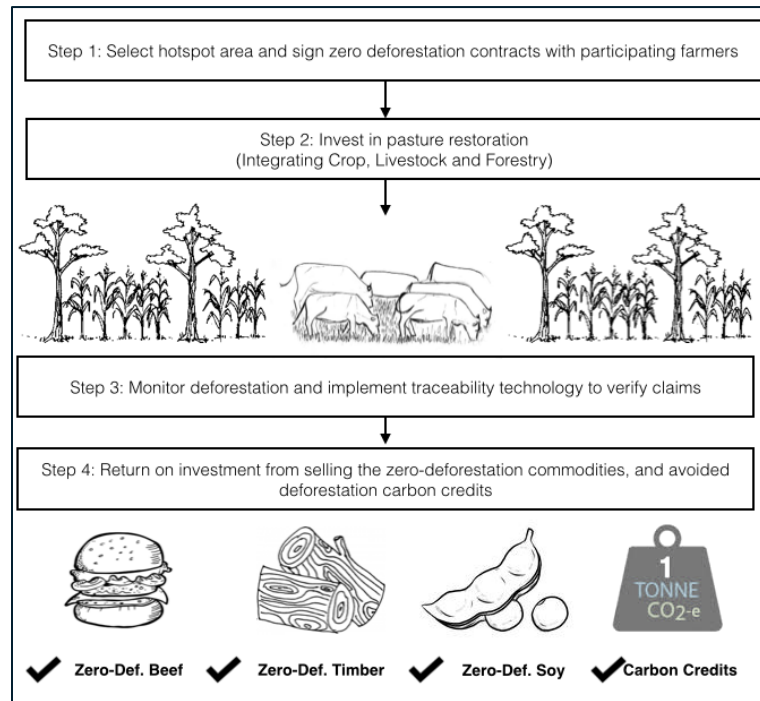 Step 1: Select hotspot area and sign zero deforestation contracts with participating farmers
Step 2: Invest in pasture restoration
(Integrating Crop, Livestock and Forestry)
Step 3: Monitor deforestation and implement traceability technology to verify claims
Step 4: Return on investment from selling the zero-deforestation commodities, and avoided
deforestation carbon credits
1
TONNE
CO2-e
Zero-Def. Beef
Zero-Def. Timber
Zero-Def. Soy
Carbon Credits